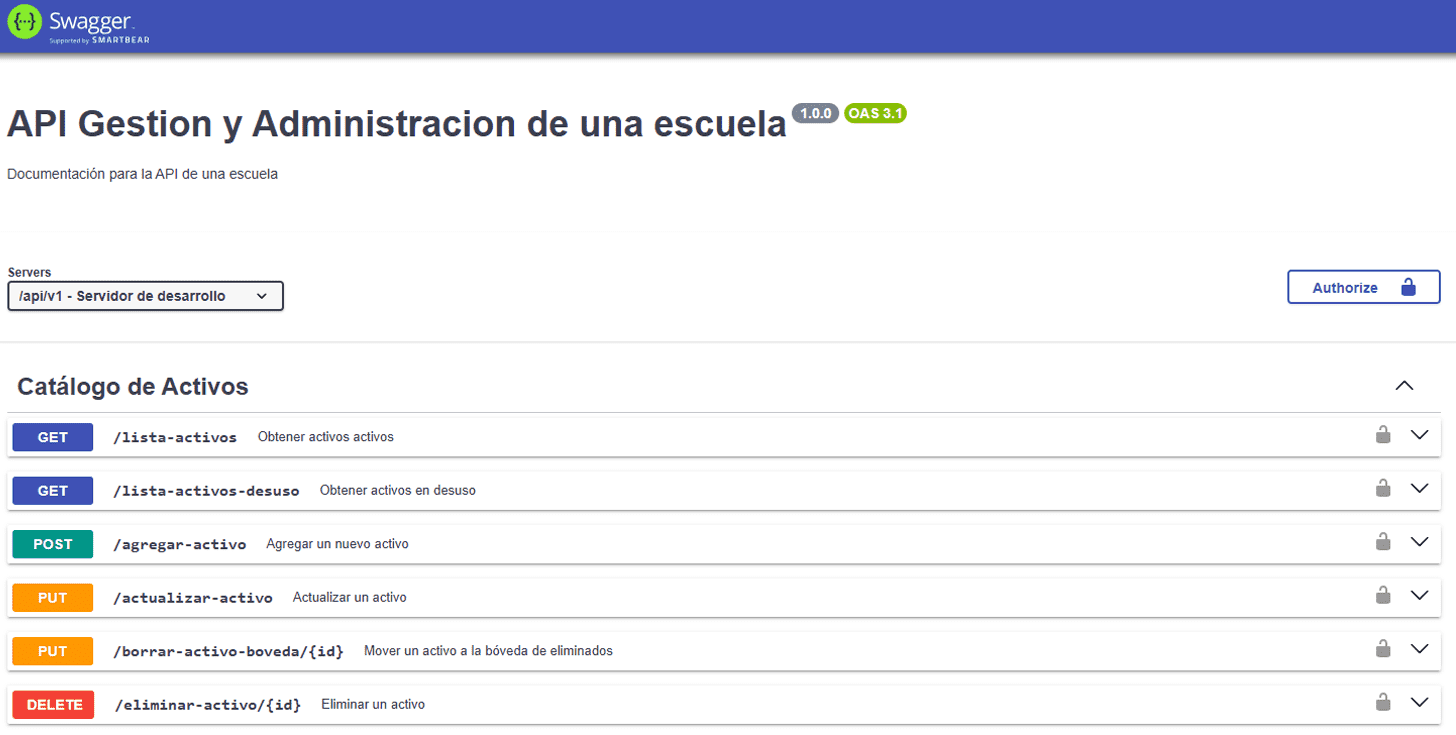 Swagger
Supported by SMARTBEAR
API Gestion y Administracion de una escuela 1.0.0 OAS 3.1
Documentación para la API de una escuela
Servers
/api/v1 - Servidor de desarrollo
Authorize
Catálogo de Activos
GET /lista-activos Obtener activos activos
GET /lista-activos-desuso Obtener activos en desuso
POST /agregar-activo Agregar un nuevo activo
PUT /actualizar-activo Actualizar un activo
PUT /borrar-activo-boveda/{id} Mover un activo a la bóveda de eliminados
DELETE /eliminar-activo/{id} Eliminar un activo